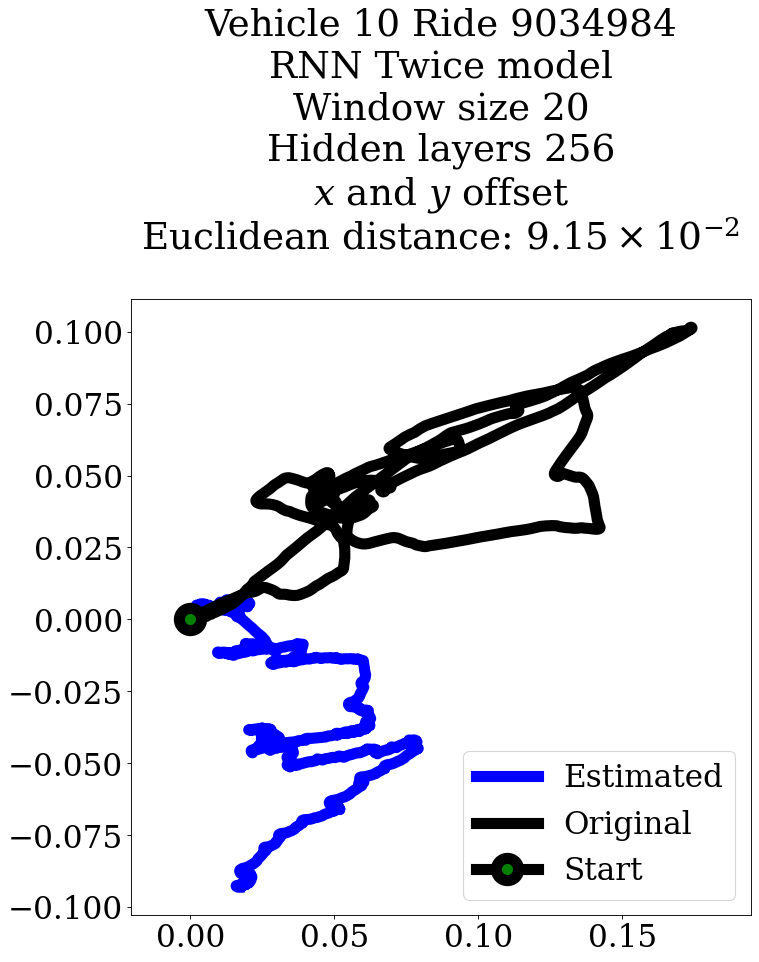 Vehicle 10 Ride 9034984
RNN Twice model
Window size 20
Hidden layers 256
x and y offset
Euclidean distance: 9.15 × 10⁻²
0.100
0.075
0.050
0.025
0.000
−0.025
−0.050
−0.075
−0.100
Estimated
Original
Start
0.00 0.05 0.10 0.15